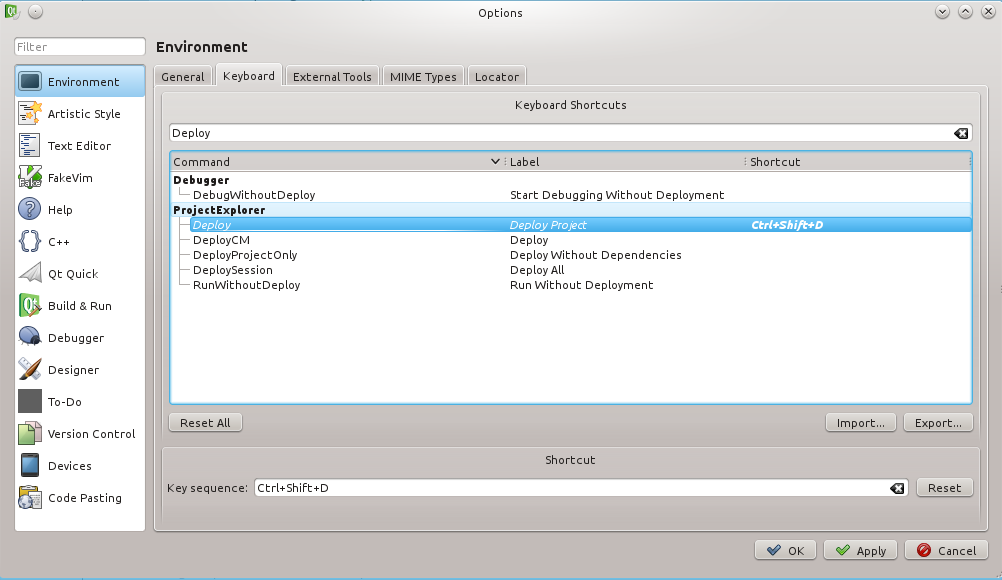 Options
Filter
Environment
Artistic Style
Text Editor
FakeVim
Help
C++
Qt Quick
Build & Run
Debugger
Designer
To-Do
Version Control
Devices
Code Pasting
Environment
General Keyboard External Tools MIME Types Locator
Keyboard Shortcuts
Deploy
Command Label Shortcut
Debugger
DebugWithoutDeploy Start Debugging Without Deployment
ProjectExplorer
Deploy Deploy Project Ctrl+Shift+D
DeployCM Deploy
DeployProjectOnly Deploy Without Dependencies
DeploySession Deploy All
RunWithoutDeploy Run Without Deployment
Reset All Import... Export...
Shortcut
Key sequence: Ctrl+Shift+D Reset
OK Apply Cancel